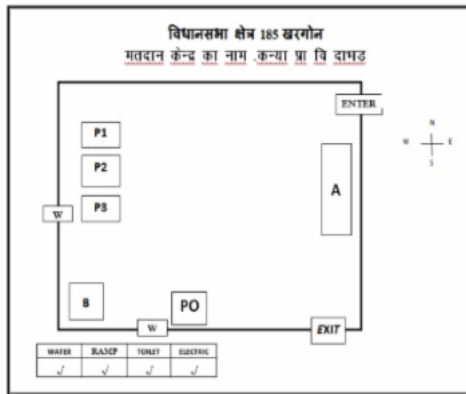 विधानसभा क्षेत्र 185 खरगोन
मतदान केन्द्र का नाम .कन्या प्रा वि दाभड़
ENTER
N
W E
S
P1
P2
P3
A
W
B
PO
W
EXIT
WATER RAMP TOILET ELECTRIC
√ √ √ √